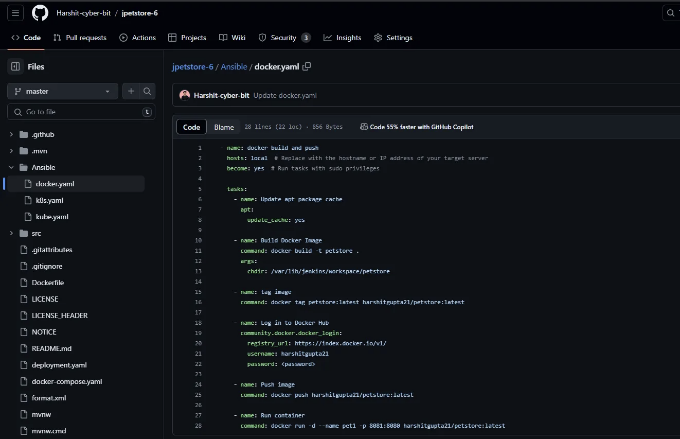 Harshit-cyber-bit / jpetstore-6
Code Pull requests Actions Projects Wiki Security 3 Insights Settings
Files
master
Go to file t
.github
.mvn
Ansible
docker.yaml
k8s.yaml
kube.yaml
src
.gitattributes
.gitignore
Dockerfile
LICENSE
LICENSE_HEADER
NOTICE
README.md
deployment.yaml
docker-compose.yaml
format.xml
mvnw
mvnw.cmd
jpetstore-6 / Ansible / docker.yaml
Harshit-cyber-bit Update docker.yaml
Code Blame 28 lines (22 loc) · 856 Bytes Code 55% faster with GitHub Copilot
1 - name: docker build and push
2 hosts: local # Replace with the hostname or IP address of your target server
3 become: yes # Run tasks with sudo privileges
4
5 tasks:
6 - name: Update apt package cache
7 apt:
8 update_cache: yes
9
10 - name: Build Docker Image
11 command: docker build -t petstore .
12 args:
13 chdir: /var/lib/jenkins/workspace/petstore
14
15 - name: tag image
16 command: docker tag petstore:latest harshitgupta21/petstore:latest
17
18 - name: Log in to Docker Hub
19 community.docker.docker_login:
20 registry_url: https://index.docker.io/v1/
21 username: harshitgupta21
22 password: <password>
23
24 - name: Push image
25 command: docker push harshitgupta21/petstore:latest
26
27 - name: Run container
28 command: docker run -d --name pet1 -p 8081:8080 harshitgupta21/petstore:latest